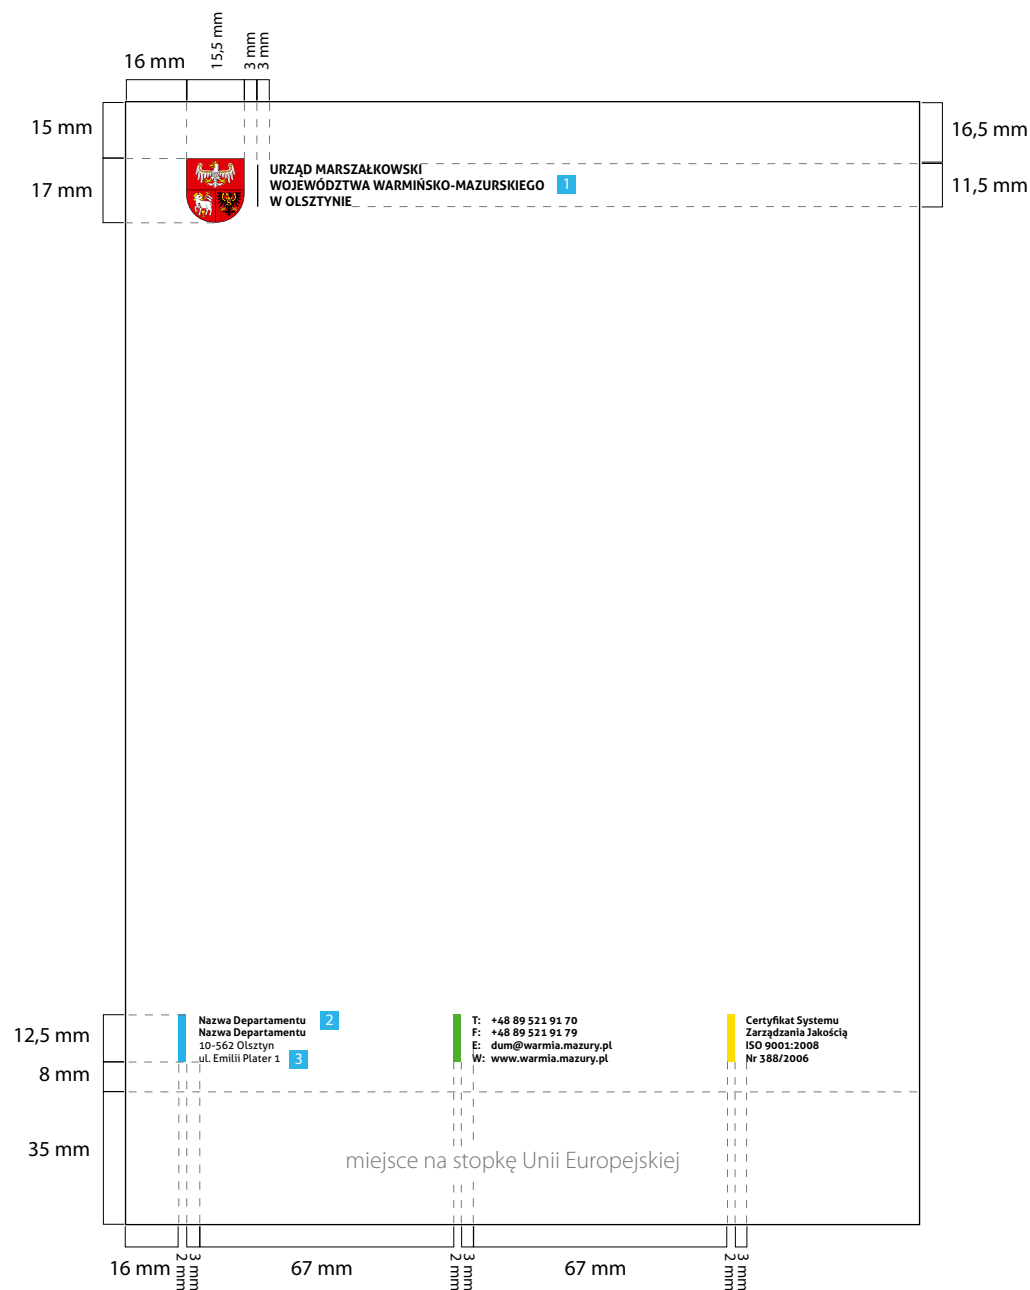 16 mm
15,5 mm
3 mm
3 mm
15 mm
16,5 mm
17 mm
11,5 mm
URZĄD MARSZAŁKOWSKI
WOJEWÓDZTWA WARMIŃSKO-MAZURSKIEGO 1
W OLSZTYNIE
12,5 mm
8 mm
35 mm
Nazwa Departamentu 2
Nazwa Departamentu
10-562 Olsztyn
ul. Emilii Plater 1 3
T: +48 89 521 91 70
F: +48 89 521 91 79
E: dum@warmia.mazury.pl
W: www.warmia.mazury.pl
Certyfikat Systemu
Zarządzania Jakością
ISO 9001:2008
Nr 388/2006
miejsce na stopkę Unii Europejskiej
16 mm
2 mm
3 mm
67 mm
2 mm
3 mm
67 mm
2 mm
3 mm